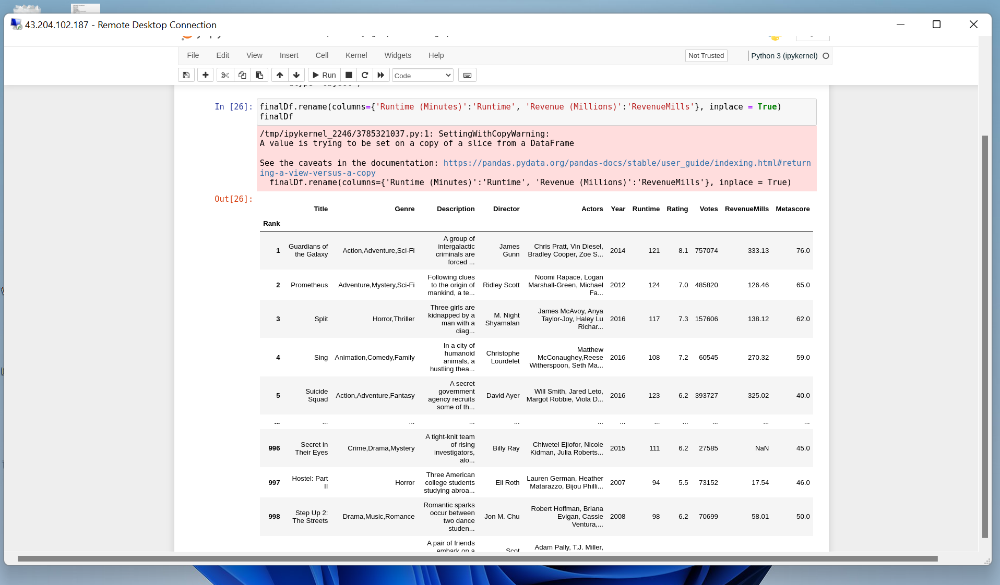 43.204.102.187 - Remote Desktop Connection
File Edit View Insert Cell Kernel Widgets Help
Not Trusted
Python 3 (ipykernel)
Run
Code
In [26]:
finalDf.rename(columns={'Runtime (Minutes)':'Runtime', 'Revenue (Millions)':'RevenueMills'}, inplace = True)
finalDf
/tmp/ipykernel_2246/3785321037.py:1: SettingWithCopyWarning:
A value is trying to be set on a copy of a slice from a DataFrame
See the caveats in the documentation: https://pandas.pydata.org/pandas-docs/stable/user_guide/indexing.html#return
ing-a-view-versus-a-copy
finalDf.rename(columns={'Runtime (Minutes)':'Runtime', 'Revenue (Millions)':'RevenueMills'}, inplace = True)
Out[26]:
Title Genre Description Director Actors Year Runtime Rating Votes RevenueMills Metascore
Rank
1 Guardians of the Galaxy Action,Adventure,Sci-Fi A group of intergalactic criminals are forced ... James Gunn Chris Pratt, Vin Diesel, Bradley Cooper, Zoe S... 2014 121 8.1 757074 333.13 76.0
2 Prometheus Adventure,Mystery,Sci-Fi Following clues to the origin of mankind, a te... Ridley Scott Noomi Rapace, Logan Marshall-Green, Michael Fa... 2012 124 7.0 485820 126.46 65.0
3 Split Horror,Thriller Three girls are kidnapped by a man with a diag... M. Night Shyamalan James McAvoy, Anya Taylor-Joy, Haley Lu Richar... 2016 117 7.3 157606 138.12 62.0
4 Sing Animation,Comedy,Family In a city of humanoid animals, a hustling thea... Christophe Lourdelet Matthew McConaughey,Reese Witherspoon, Seth Ma... 2016 108 7.2 60545 270.32 59.0
5 Suicide Squad Action,Adventure,Fantasy A secret government agency recruits some of th... David Ayer Will Smith, Jared Leto, Margot Robbie, Viola D... 2016 123 6.2 393727 325.02 40.0
... ... ... ... ... ... ... ... ... ... ... ...
996 Secret in Their Eyes Crime,Drama,Mystery A tight-knit team of rising investigators, alo... Billy Ray Chiwetel Ejiofor, Nicole Kidman, Julia Roberts... 2015 111 6.2 27585 NaN 45.0
997 Hostel: Part II Horror Three American college students studying abroa... Eli Roth Lauren German, Heather Matarazzo, Bijou Philli... 2007 94 5.5 73152 17.54 46.0
998 Step Up 2: The Streets Drama,Music,Romance Romantic sparks occur between two dance studen... Jon M. Chu Robert Hoffman, Briana Evigan, Cassie Ventura,... 2008 98 6.2 70699 58.01 50.0
A pair of friends embark on a Scot Adam Pally, T.J. Miller,